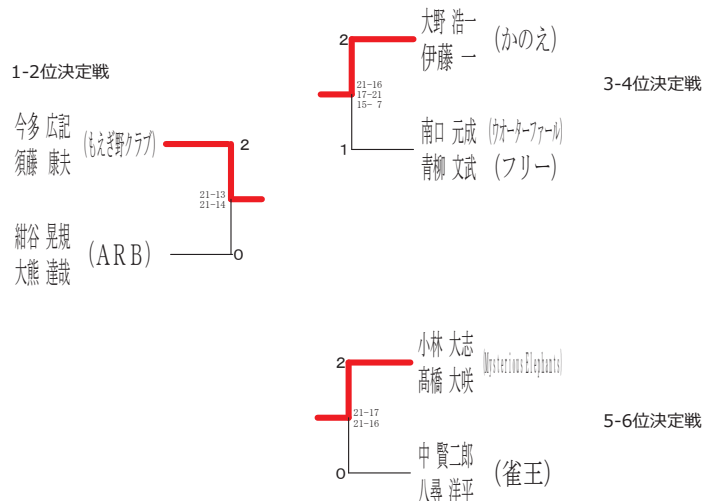 1-2位決定戦
今多 広記
須藤 康夫
(もえぎ野クラブ)
2
21-13
21-14
紺谷 晃規
大熊 達哉
(ARB)
0
3-4位決定戦
大野 浩一
伊藤 一
(かのえ)
2
21-16
17-21
15- 7
南口 元成 (ウオーターファール)
青柳 文武 (フリー)
1
5-6位決定戦
小林 大志
髙橋 大咲
(Mysterious Elephants)
2
21-17
21-16
中 賢二郎
八尋 洋平
(雀王)
0